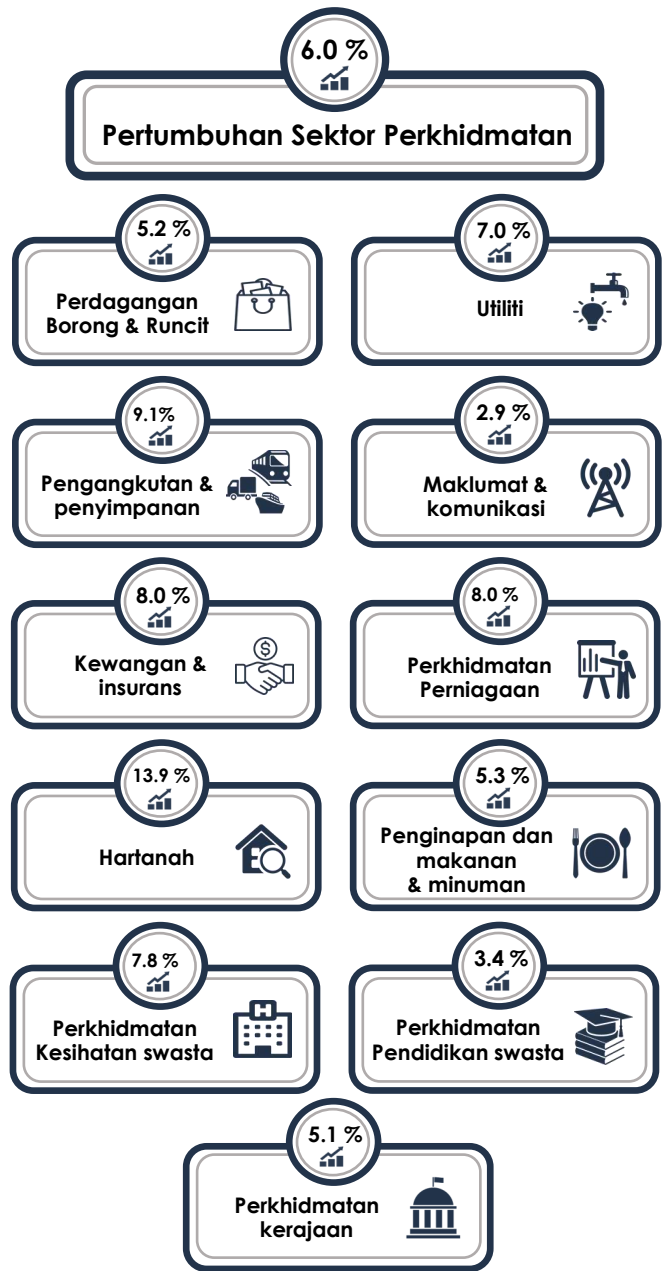 6.0 %
Pertumbuhan Sektor Perkhidmatan
5.2 %
Perdagangan
Borong & Runcit
7.0 %
Utiliti
9.1%
Pengangkutan &
penyimpanan
2.9 %
Maklumat &
komunikasi
8.0 %
Kewangan &
insurans
8.0 %
Perkhidmatan
Perniagaan
13.9 %
Hartanah
5.3 %
Penginapan dan
makanan
& minuman
7.8 %
Perkhidmatan
Kesihatan swasta
3.4 %
Perkhidmatan
Pendidikan swasta
5.1 %
Perkhidmatan
kerajaan